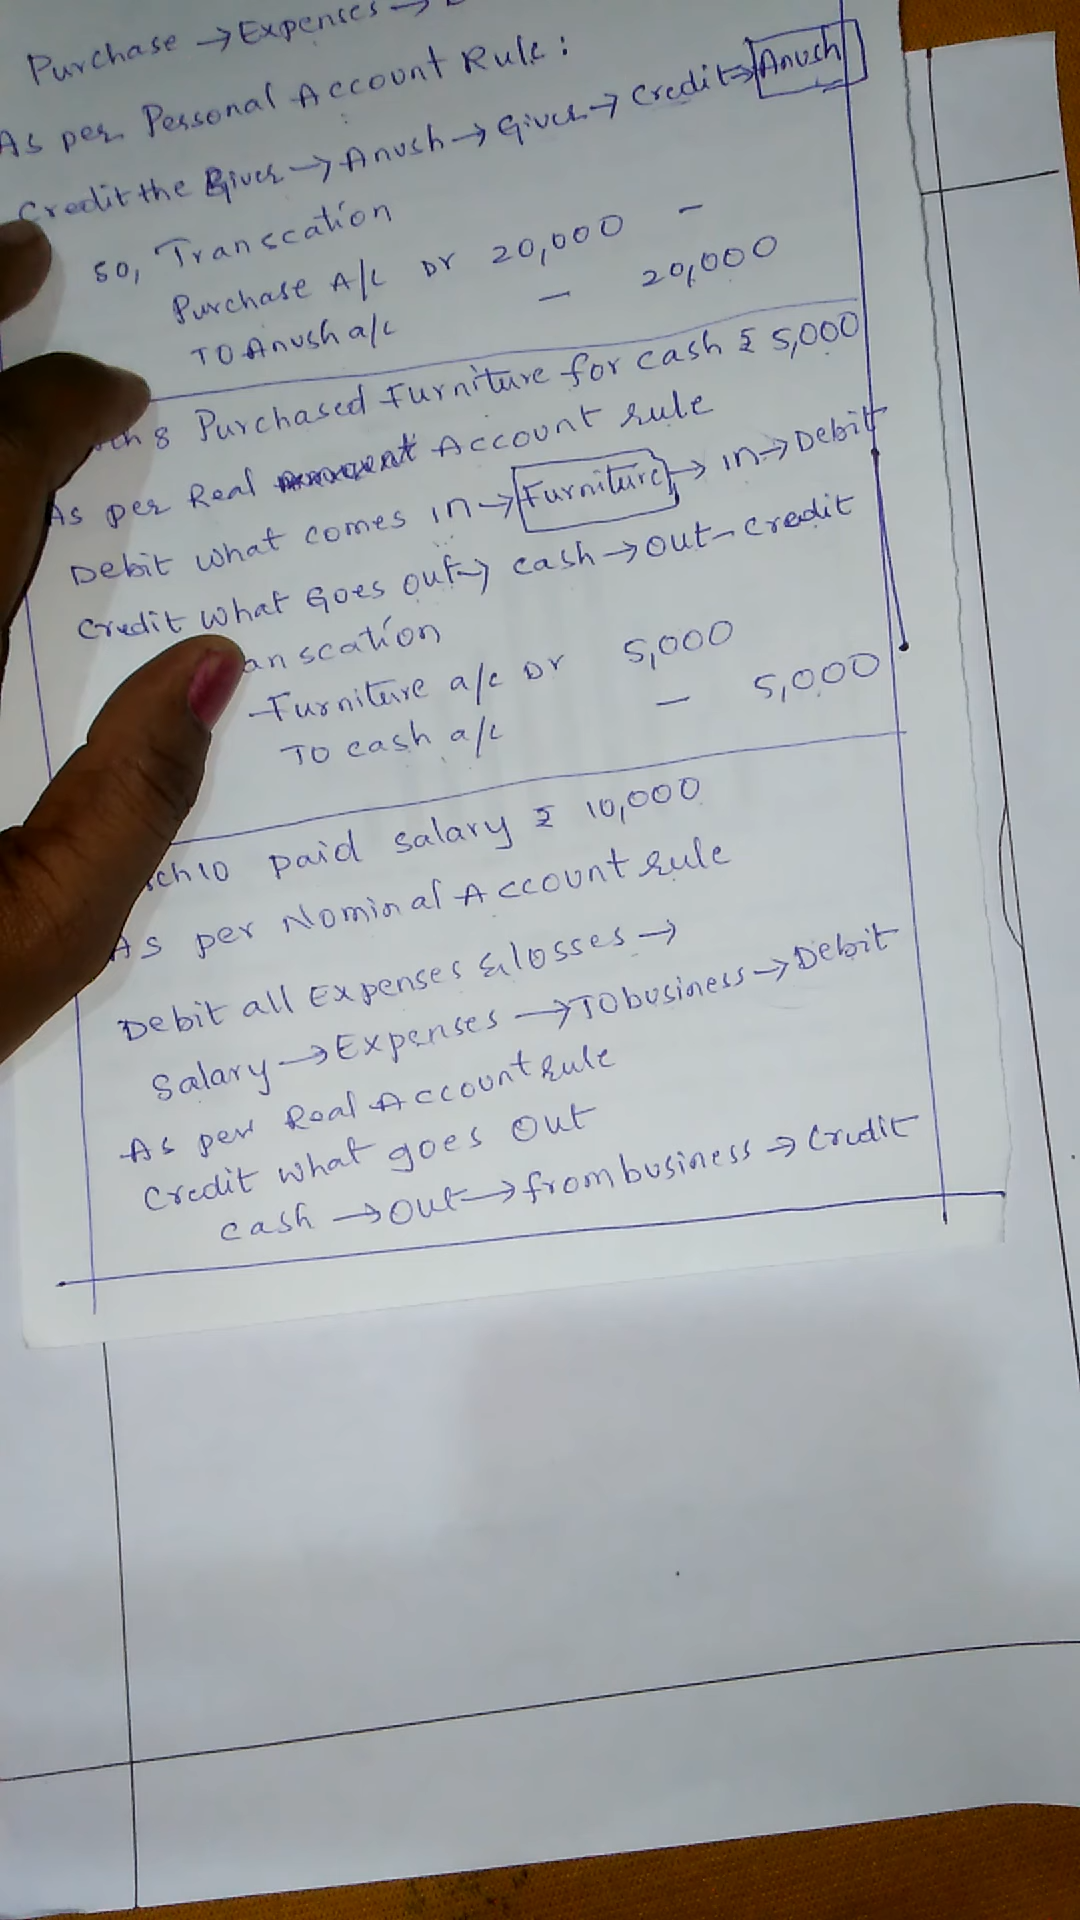 Purchase → Expenses →
As per Personal Account Rule:
Credit the Giver → Anush → Giver → Credit → Anush
so, Transcation
Purchase A/c Dr 20,000 –
TO Anush a/c – 20,000
8 Purchased Furniture for cash ₹ 5,000
As per Real Account rule
Debit what comes in → Furniture → in → Debit
Credit what Goes out → cash → out – credit
anscation
Furniture a/c Dr 5,000
TO cash a/c – 5,000
ch 10 paid salary ₹ 10,000
As per Nominal Account rule
Debit all Expenses & losses →
Salary → Expenses → TO business → Debit
As per Real Account rule
Credit what goes out
cash → out → from business → Credit